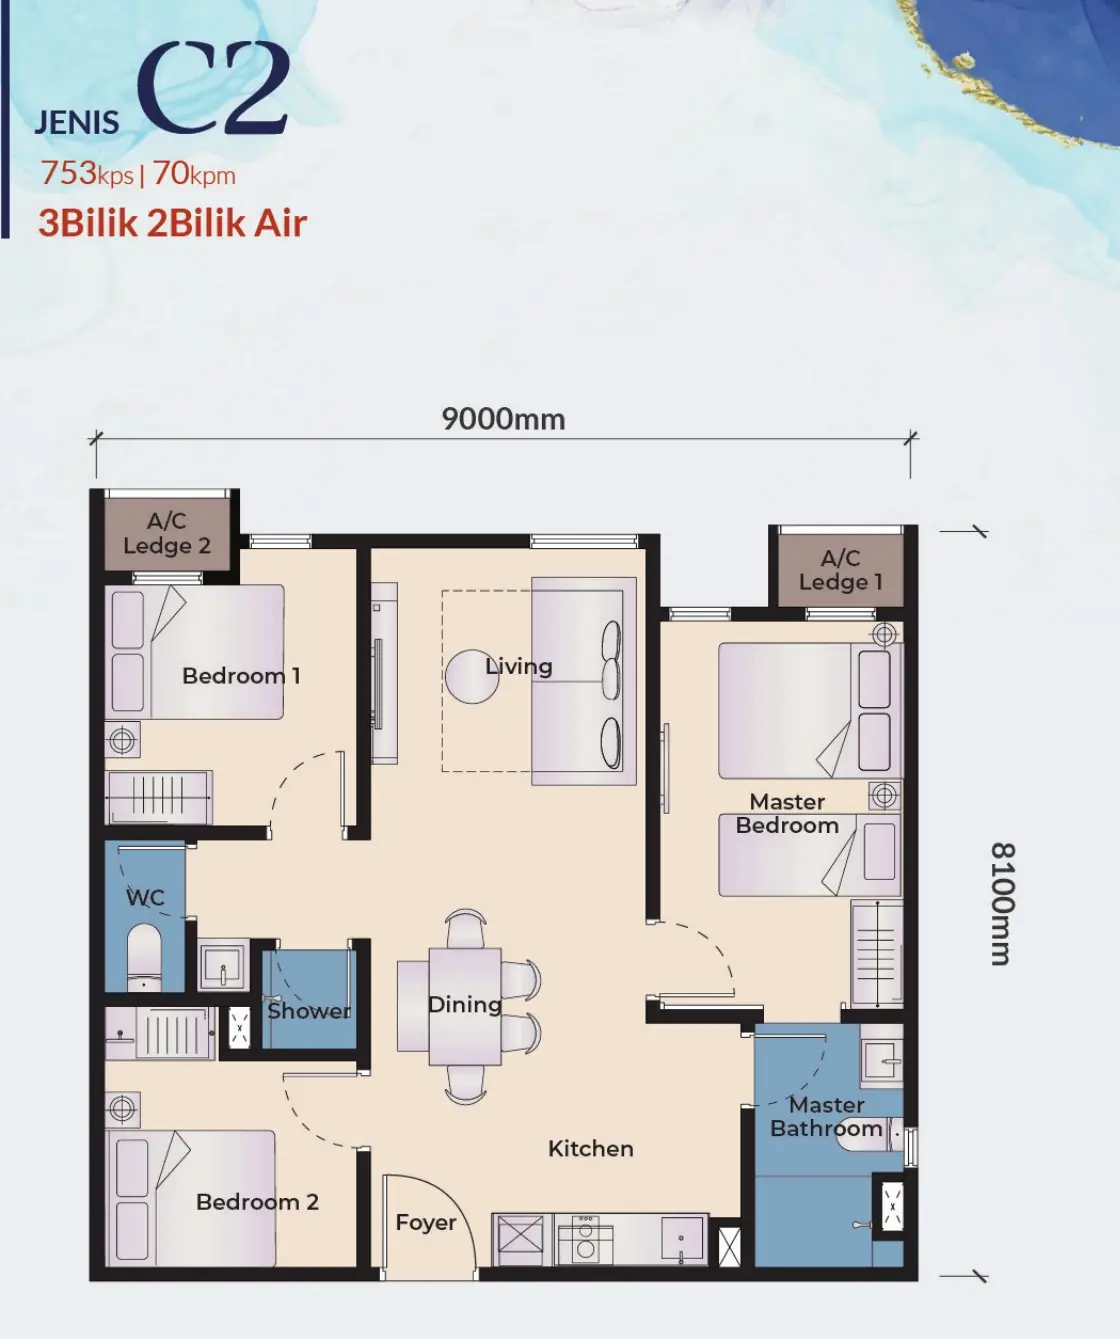 JENIS C2
753kps | 70kpm
3Bilik 2Bilik Air
9000mm
A/C
Ledge 2
A/C
Ledge 1
Bedroom 1
Living
Master
Bedroom
8100mm
WC
Shower
Dining
Master
Bathroom
Kitchen
Bedroom 2
Foyer